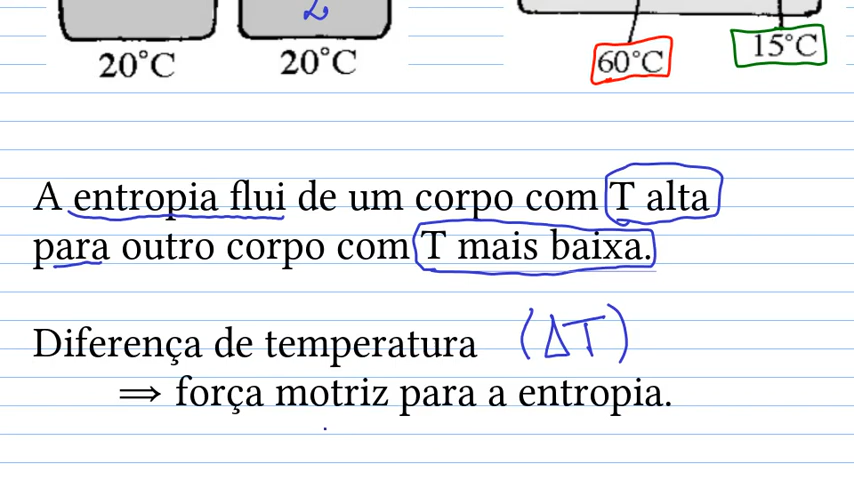 2
20°C 20°C 60°C 15°C
A entropia flui de um corpo com T alta
para outro corpo com T mais baixa.
Diferença de temperatura (ΔT)
⟹ força motriz para a entropia.